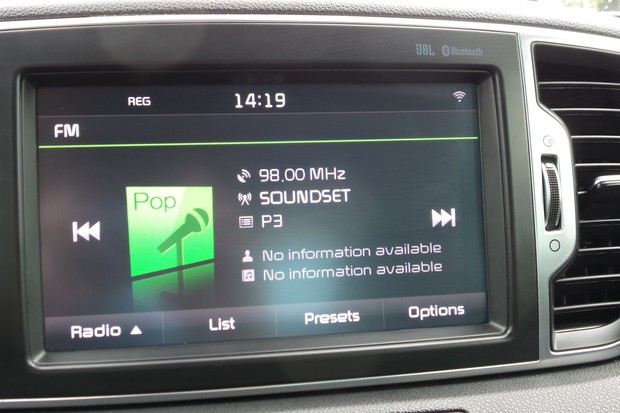 JBL Bluetooth
REG 14:19
FM
98.00 MHz
Pop
SOUNDSET
P3
No information available
No information available
Radio ▲ List Presets Options